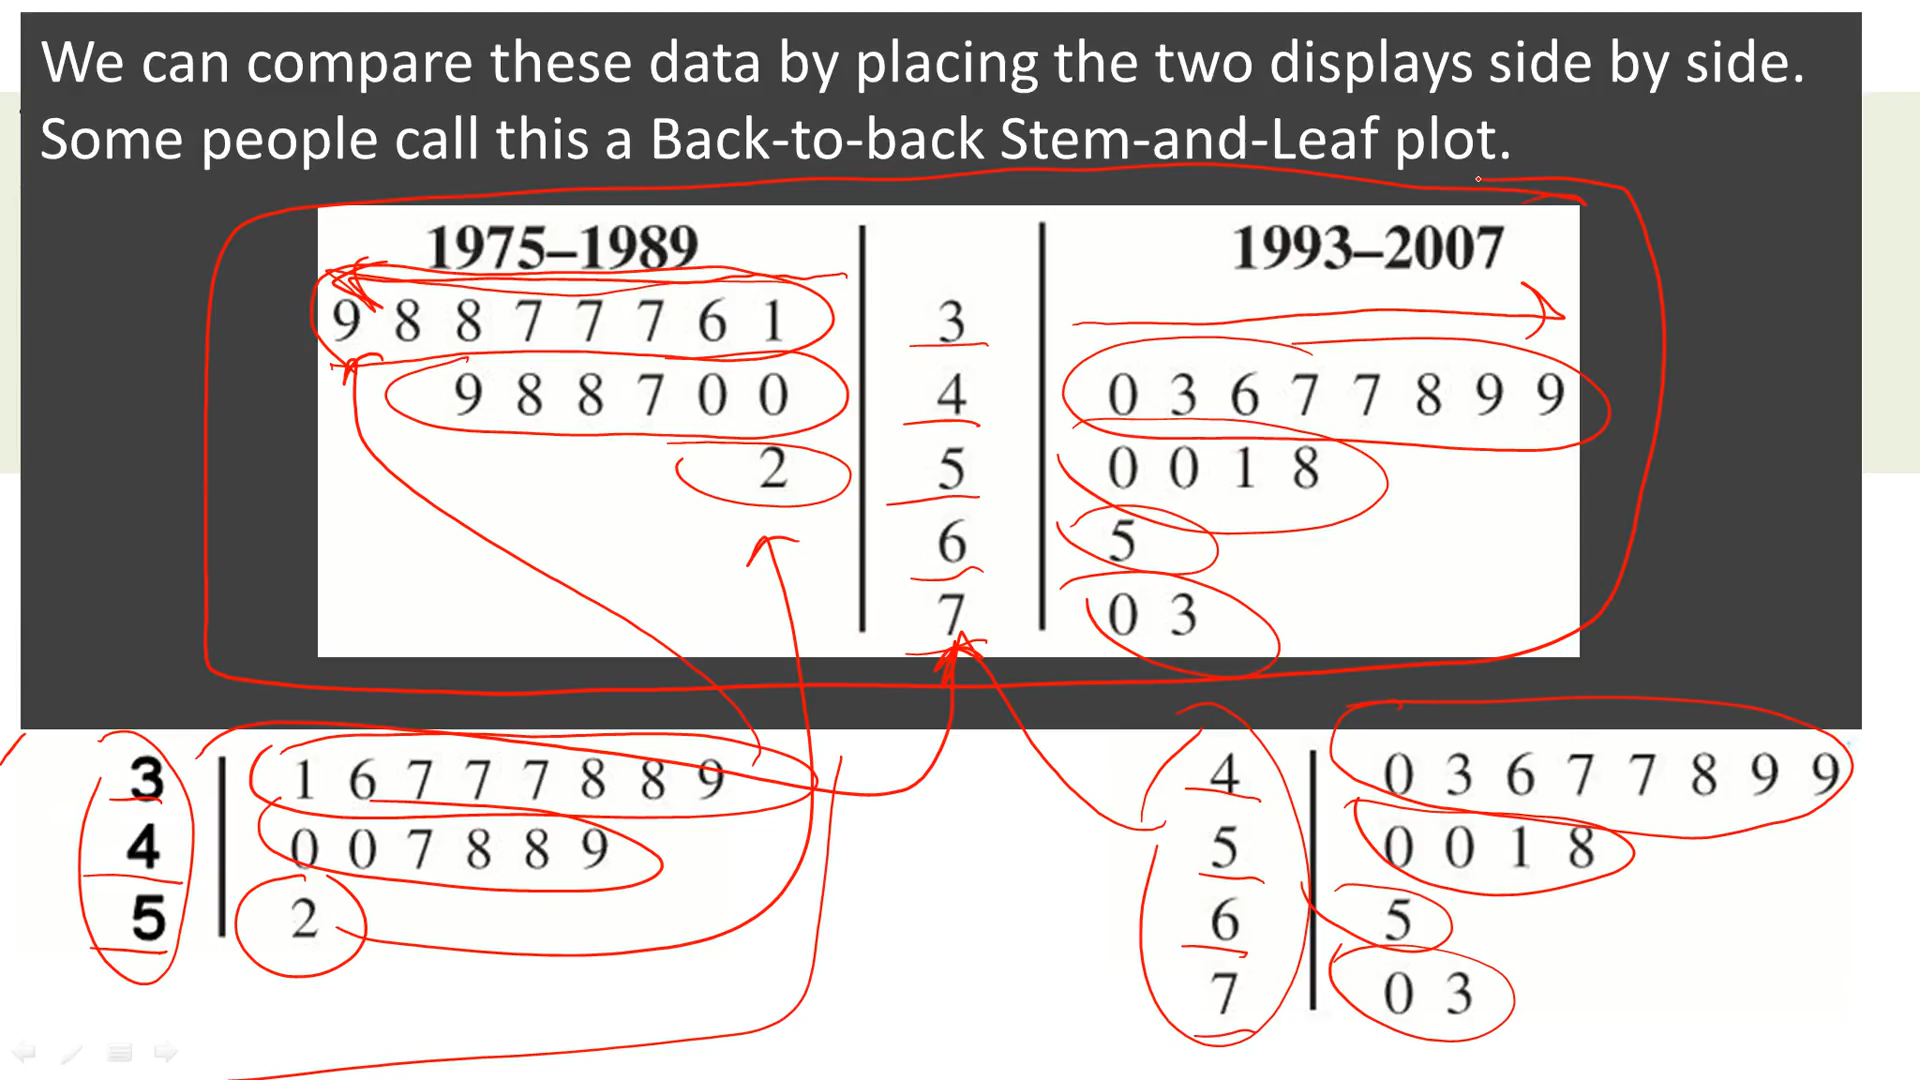 We can compare these data by placing the two displays side by side.
Some people call this a Back-to-back Stem-and-Leaf plot.
1975–1989 1993–2007
9 8 8 7 7 7 6 1 3
9 8 8 7 0 0 4 0 3 6 7 7 8 9 9
2 5 0 0 1 8
6 5
7 0 3
3 1 6 7 7 7 8 8 9
4 0 0 7 8 8 9
5 2
4 0 3 6 7 7 8 9 9
5 0 0 1 8
6 5
7 0 3